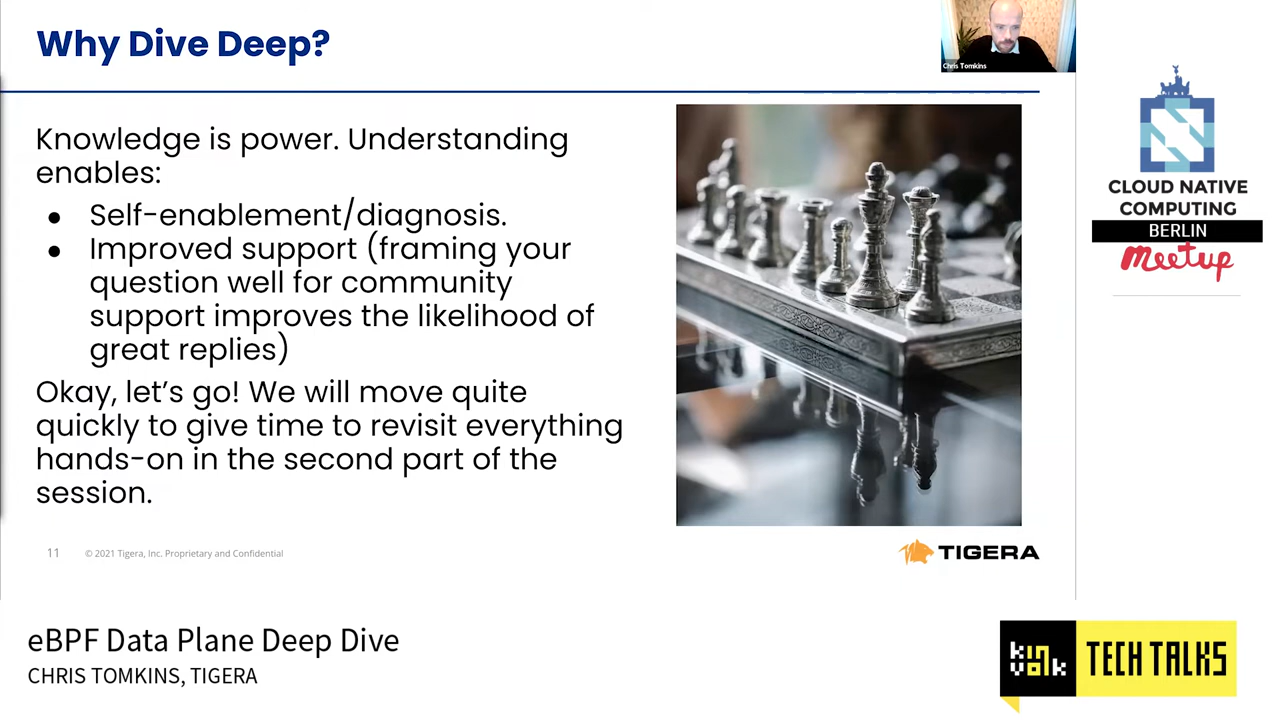 Why Dive Deep?
Chris Tomkins
Knowledge is power. Understanding
enables:
● Self-enablement/diagnosis.
● Improved support (framing your
question well for community
support improves the likelihood of
great replies)
Okay, let's go! We will move quite
quickly to give time to revisit everything
hands-on in the second part of the
session.
11 © 2021 Tigera, Inc. Proprietary and Confidential
TIGERA
CLOUD NATIVE
COMPUTING
BERLIN
Meetup
eBPF Data Plane Deep Dive
CHRIS TOMKINS, TIGERA
kinvolk
TECH TALKS